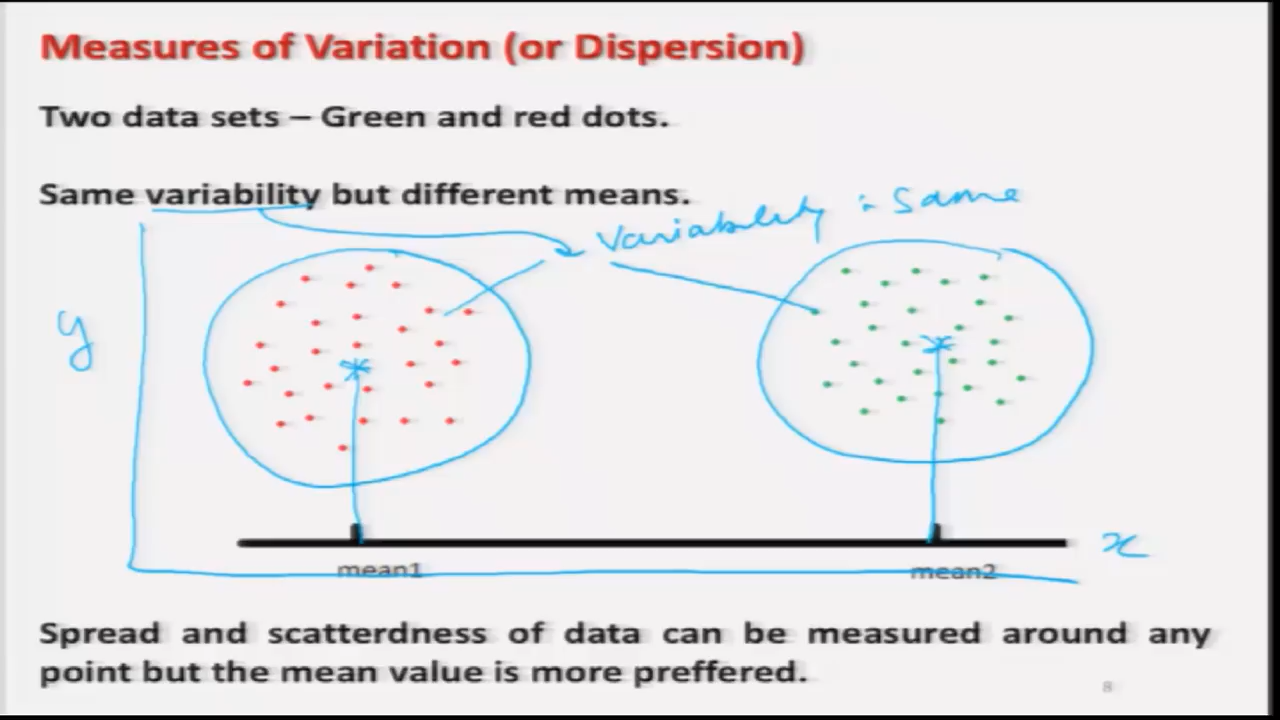 Measures of Variation (or Dispersion)
Two data sets – Green and red dots.
Same variability but different means.
Variability : Same
y
x
mean1
mean2
Spread and scatterdness of data can be measured around any
point but the mean value is more preffered.
8